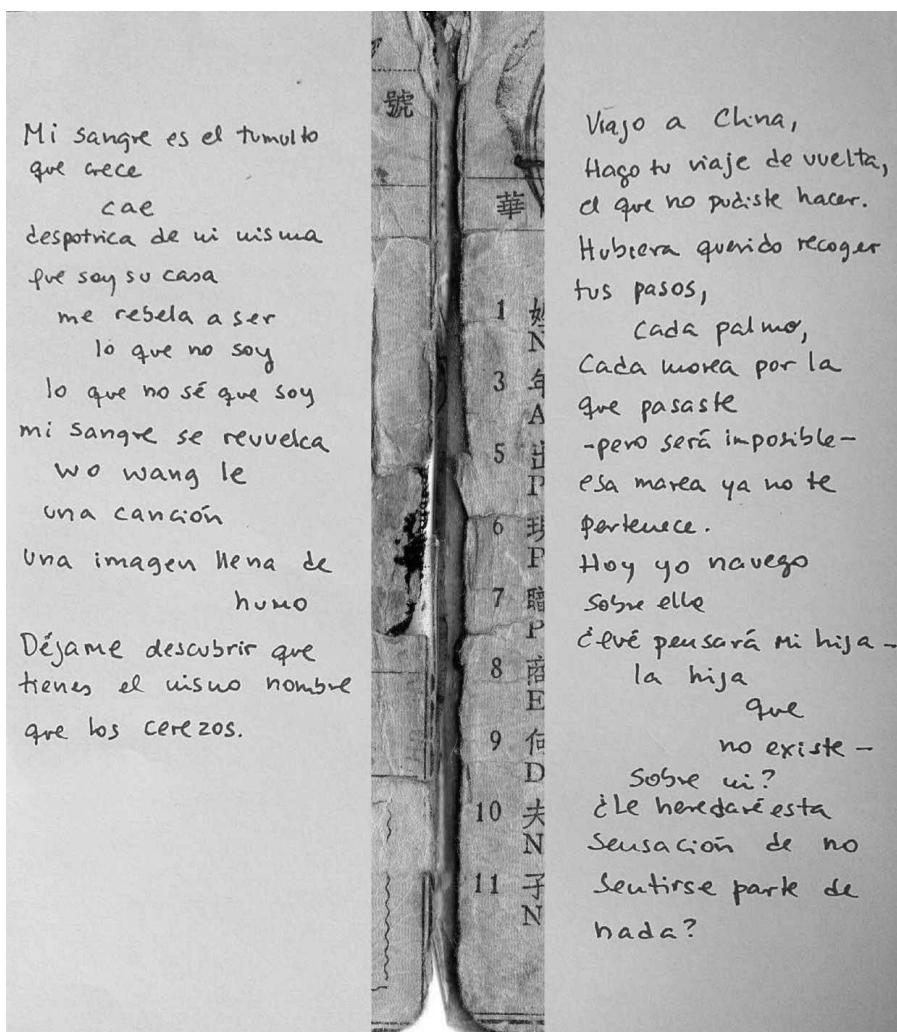 Mi sangre es el tumulto
que crece
cae
despotrica de mi misma
que soy su casa
me rebela a ser
lo que no soy
lo que no sé que soy
mi sangre se revuelca
wo wang le
una canción
una imagen llena de
humo
Déjame descubrir que
tienes el mismo nombre
que los cerezos.
號
華
1
N
3 年
A
5 出
P
6
P
7 臨
P
8 商
E
9 何
D
10 夫
N
11 子
N
Viajo a China,
Hago tu viaje de vuelta,
el que no pudiste hacer.
Hubiera querido recoger
tus pasos,
cada palmo,
Cada marea por la
que pasaste
-pero será imposible-
esa marea ya no te
pertenece.
Hoy yo navego
sobre ella
¿Qué pensará mi hija -
la hija
que
no existe -
sobre mi?
¿Le heredaré esta
sensación de no
sentirse parte de
nada?